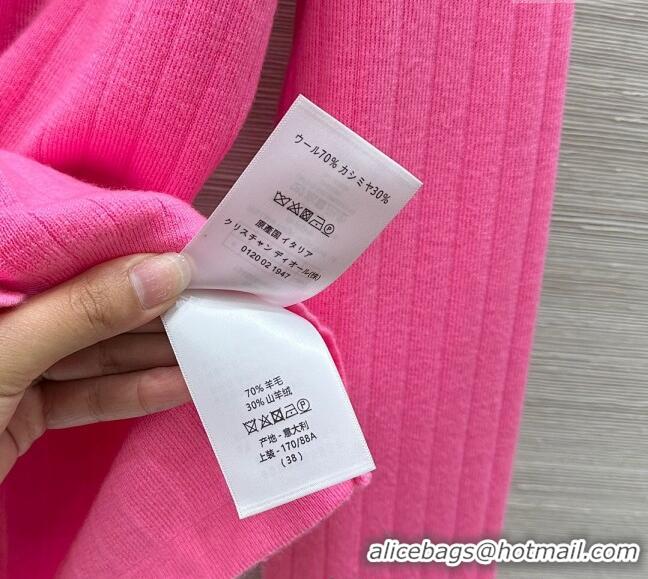 ウール70% カシミヤ30%
原産国 イタリア
クリスチャン ディオール(株)
0120 02 1947
70% 羊毛
30% 山羊绒
产地 - 意大利
上装 - 170/88A
( 38 )
alicebags@hotmail.com